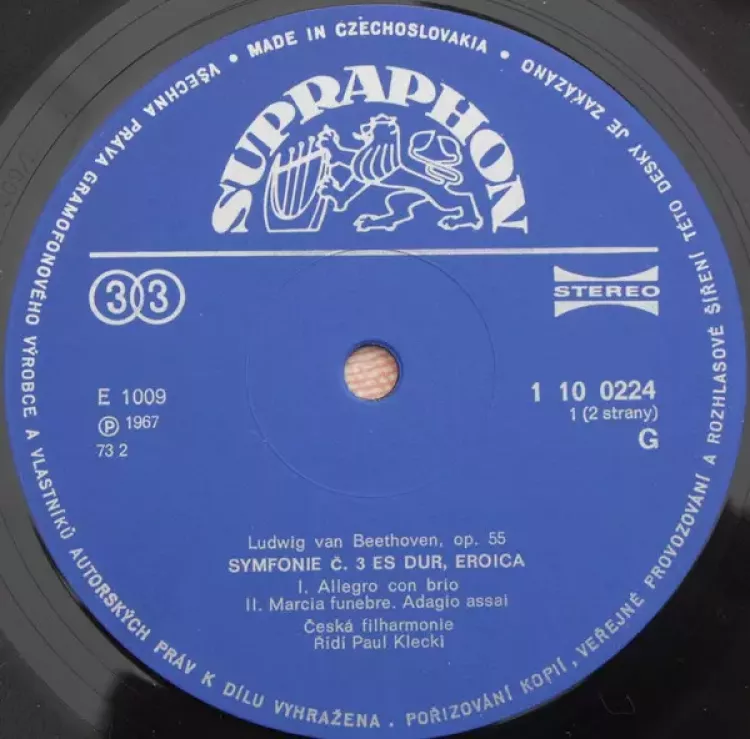 • MADE IN CZECHOSLOVAKIA •
VŠECHNA PRÁVA GRAMOFONOVÉHO VÝROBCE A VLASTNÍKŮ AUTORSKÝCH PRÁV K DÍLU VYHRAŽENA. POŘIZOVÁNÍ KOPIÍ, VEŘEJNÉ PROVOZOVÁNÍ A ROZHLASOVÉ ŠÍŘENÍ TÉTO DESKY JE ZAKÁZÁNO
SUPRAPHON
33
STEREO
E 1009
Ⓟ 1967
73 2
1 10 0224
1 (2 strany)
G
Ludwig van Beethoven, op. 55
SYMFONIE Č. 3 ES DUR, EROICA
I. Allegro con brio
II. Marcia funebre. Adagio assai
Česká filharmonie
Řídí Paul Klecki